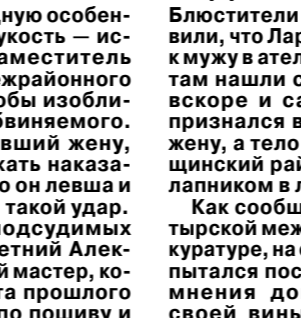 дную особен-
укость — ис-
аместитель
жрайонного
обы изобли-
бвиняемого.
вший жену,
жать наказа-
о он левша и
такой удар.
подсудимых
етний Алек-
й мастер, ко-
та прошлого
по пошиву и
Блюстители
вили, что Лар
к мужу в ател
там нашли с
вскоре и са
признался в
жену, а тело
щинский рай
лапником в л
Как сообщ
тырской меж
куратуре, на с
пытался пос
мнения до
своей вины